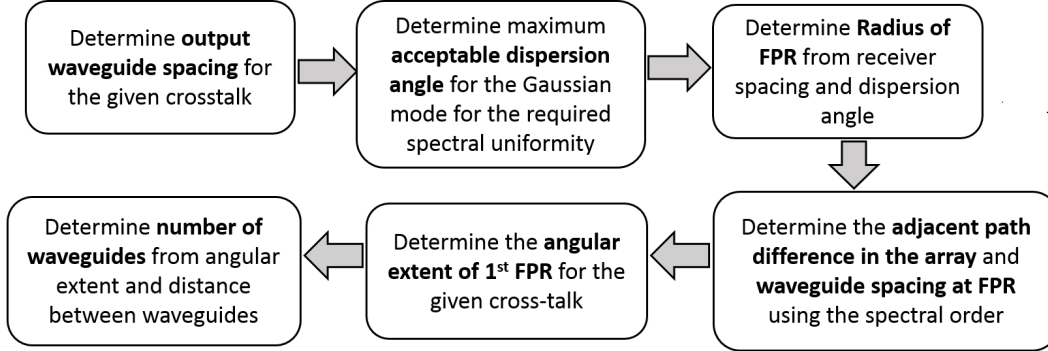 Determine output
waveguide spacing for
the given crosstalk
Determine maximum
acceptable dispersion
angle for the Gaussian
mode for the required
spectral uniformity
Determine Radius of
FPR from receiver
spacing and dispersion
angle
Determine the adjacent path
difference in the array and
waveguide spacing at FPR
using the spectral order
Determine the angular
extent of 1st FPR for the
given cross-talk
Determine number of
waveguides from angular
extent and distance
between waveguides